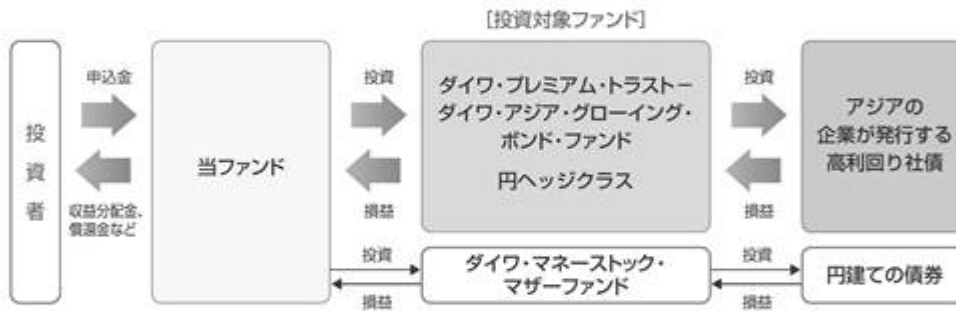 [投資対象ファンド]
投資者
申込金
収益分配金、
償還金など
当ファンド
投資
損益
ダイワ・プレミアム・トラスト－
ダイワ・アジア・グローイング・
ボンド・ファンド
円ヘッジクラス
投資
損益
アジアの
企業が発行する
高利回り社債
投資
損益
ダイワ・マネーストック・
マザーファンド
投資
損益
円建ての債券